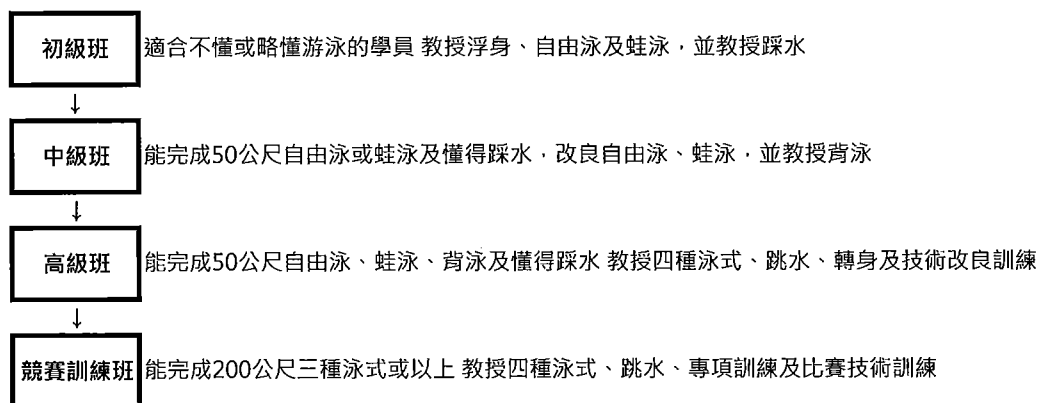 初級班 適合不懂或略懂游泳的學員 教授浮身、自由泳及蛙泳，並教授踩水
↓
中級班 能完成50公尺自由泳或蛙泳及懂得踩水，改良自由泳、蛙泳，並教授背泳
↓
高級班 能完成50公尺自由泳、蛙泳、背泳及懂得踩水 教授四種泳式、跳水、轉身及技術改良訓練
↓
競賽訓練班 能完成200公尺三種泳式或以上 教授四種泳式、跳水、專項訓練及比賽技術訓練